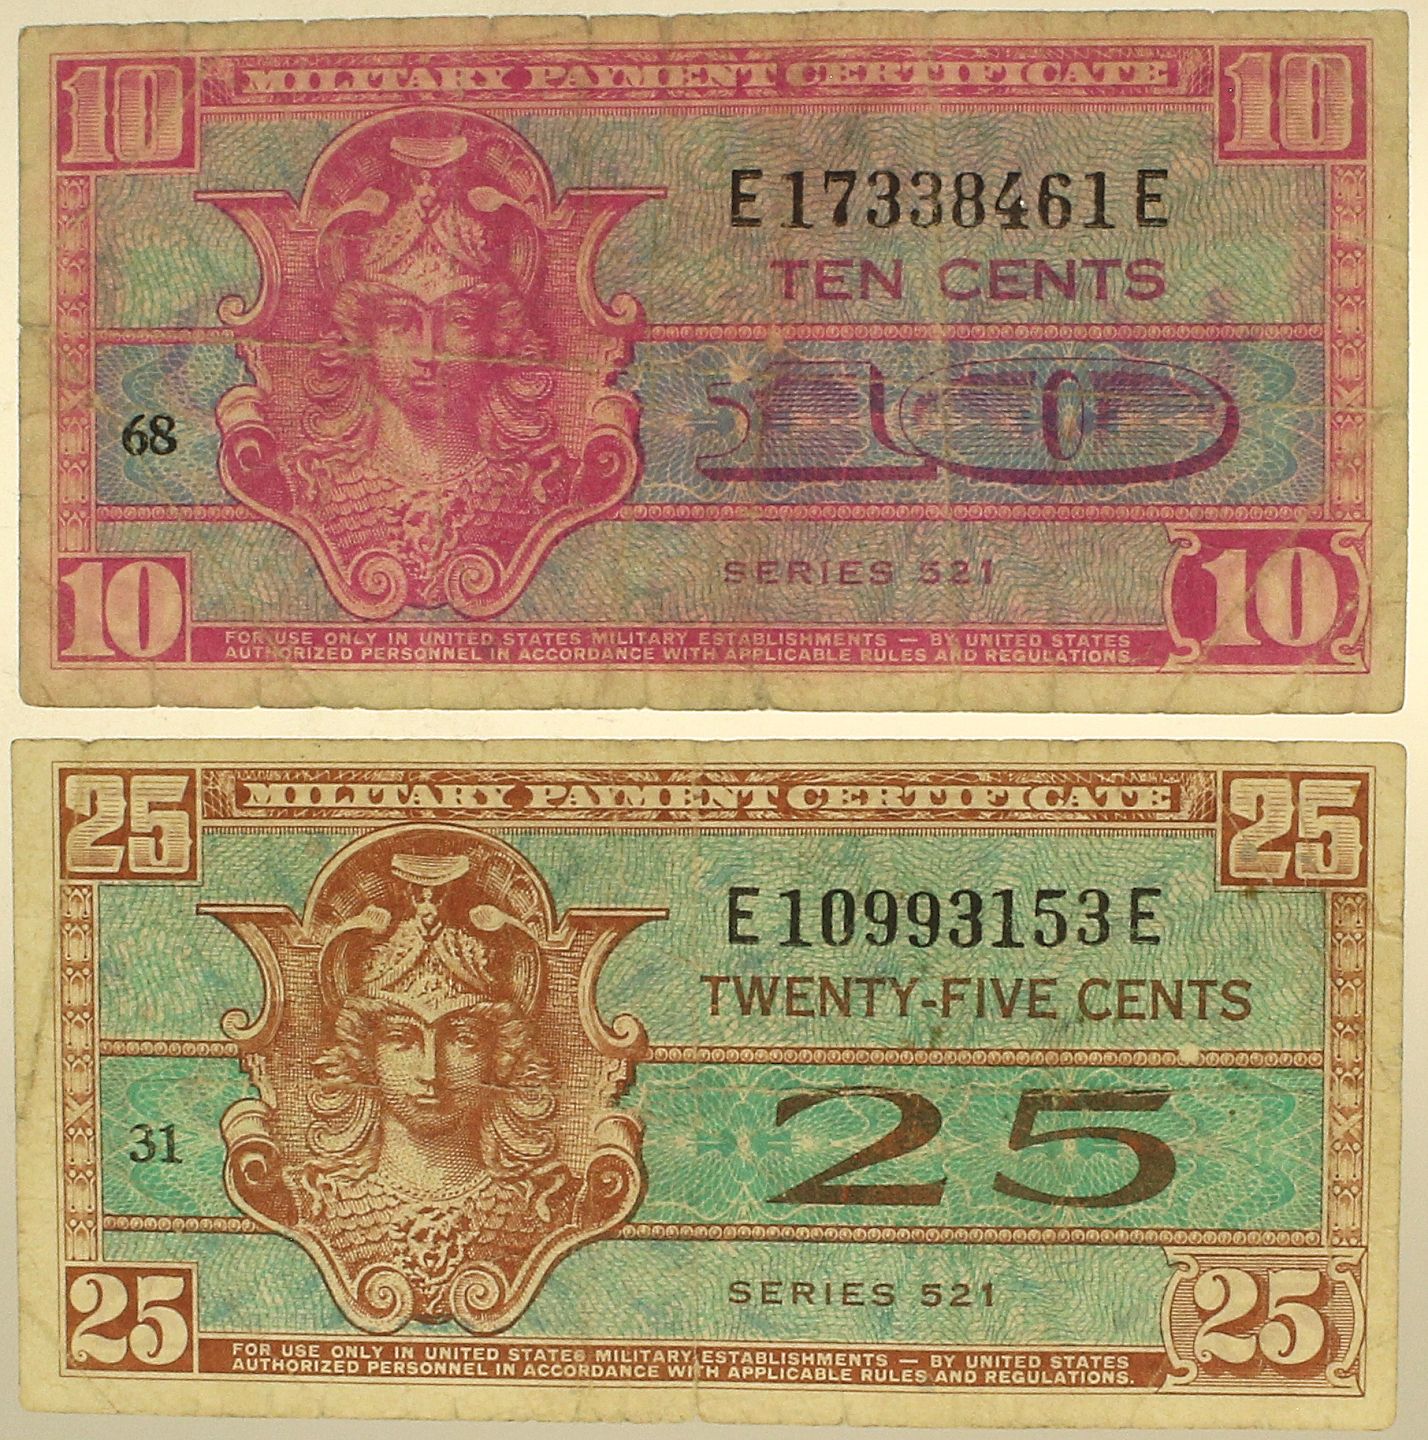 10 MILITARY PAYMENT CERTIFICATE 10
E17338461E
TEN CENTS
10
68
SERIES 521
10 10
FOR USE ONLY IN UNITED STATES MILITARY ESTABLISHMENTS — BY UNITED STATES
AUTHORIZED PERSONNEL IN ACCORDANCE WITH APPLICABLE RULES AND REGULATIONS.
25 MILITARY PAYMENT CERTIFICATE 25
E10993153E
TWENTY-FIVE CENTS
25
31
SERIES 521
25 25
FOR USE ONLY IN UNITED STATES MILITARY ESTABLISHMENTS — BY UNITED STATES
AUTHORIZED PERSONNEL IN ACCORDANCE WITH APPLICABLE RULES AND REGULATIONS.